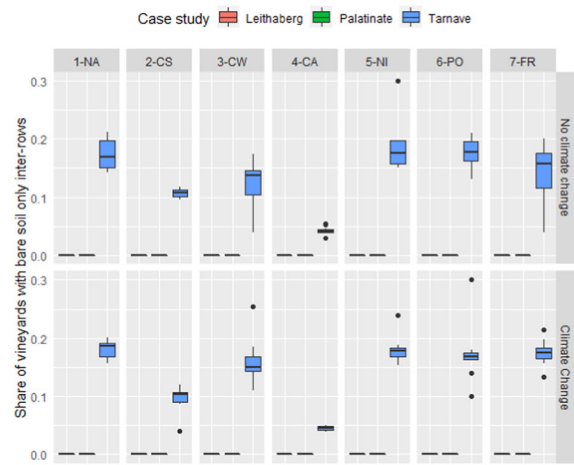 Case study Leithaberg Palatinate Tarnave
1-NA 2-CS 3-CW 4-CA 5-NI 6-PO 7-FR
Share of vineyards with bare soil only inter-rows
0.3
0.2
0.1
0.0
No climate change
0.3
0.2
0.1
0.0
Climate Change